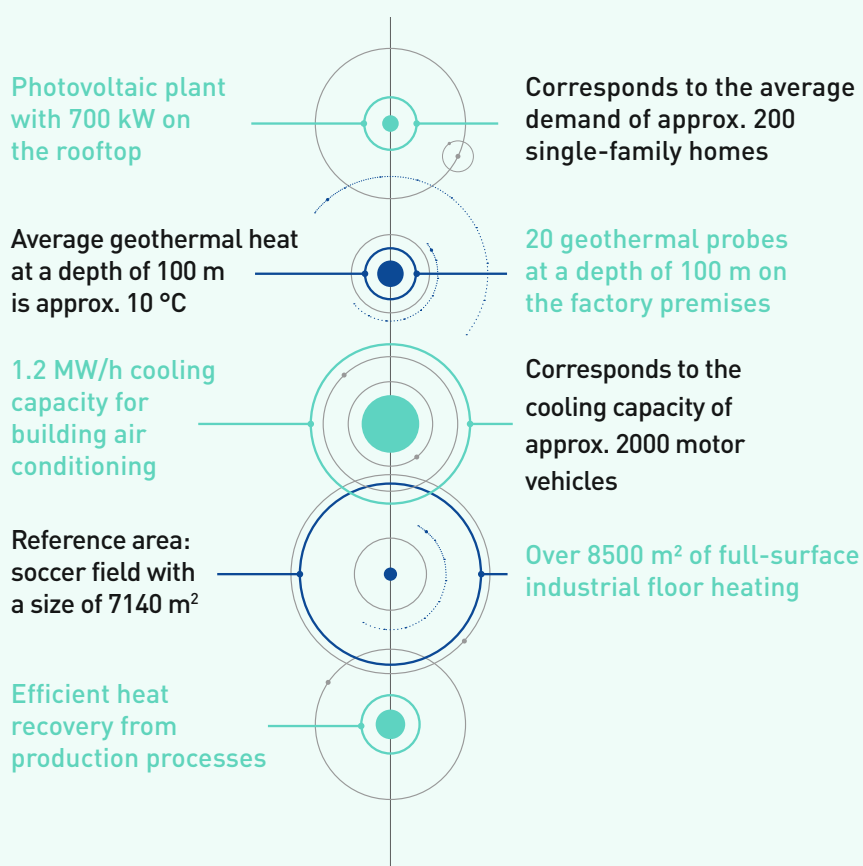 Photovoltaic plant
with 700 kW on
the rooftop
Corresponds to the average
demand of approx. 200
single-family homes
Average geothermal heat
at a depth of 100 m
is approx. 10 °C
20 geothermal probes
at a depth of 100 m on
the factory premises
1.2 MW/h cooling
capacity for
building air
conditioning
Corresponds to the
cooling capacity of
approx. 2000 motor
vehicles
Reference area:
soccer field with
a size of 7140 m²
Over 8500 m² of full-surface
industrial floor heating
Efficient heat
recovery from
production processes